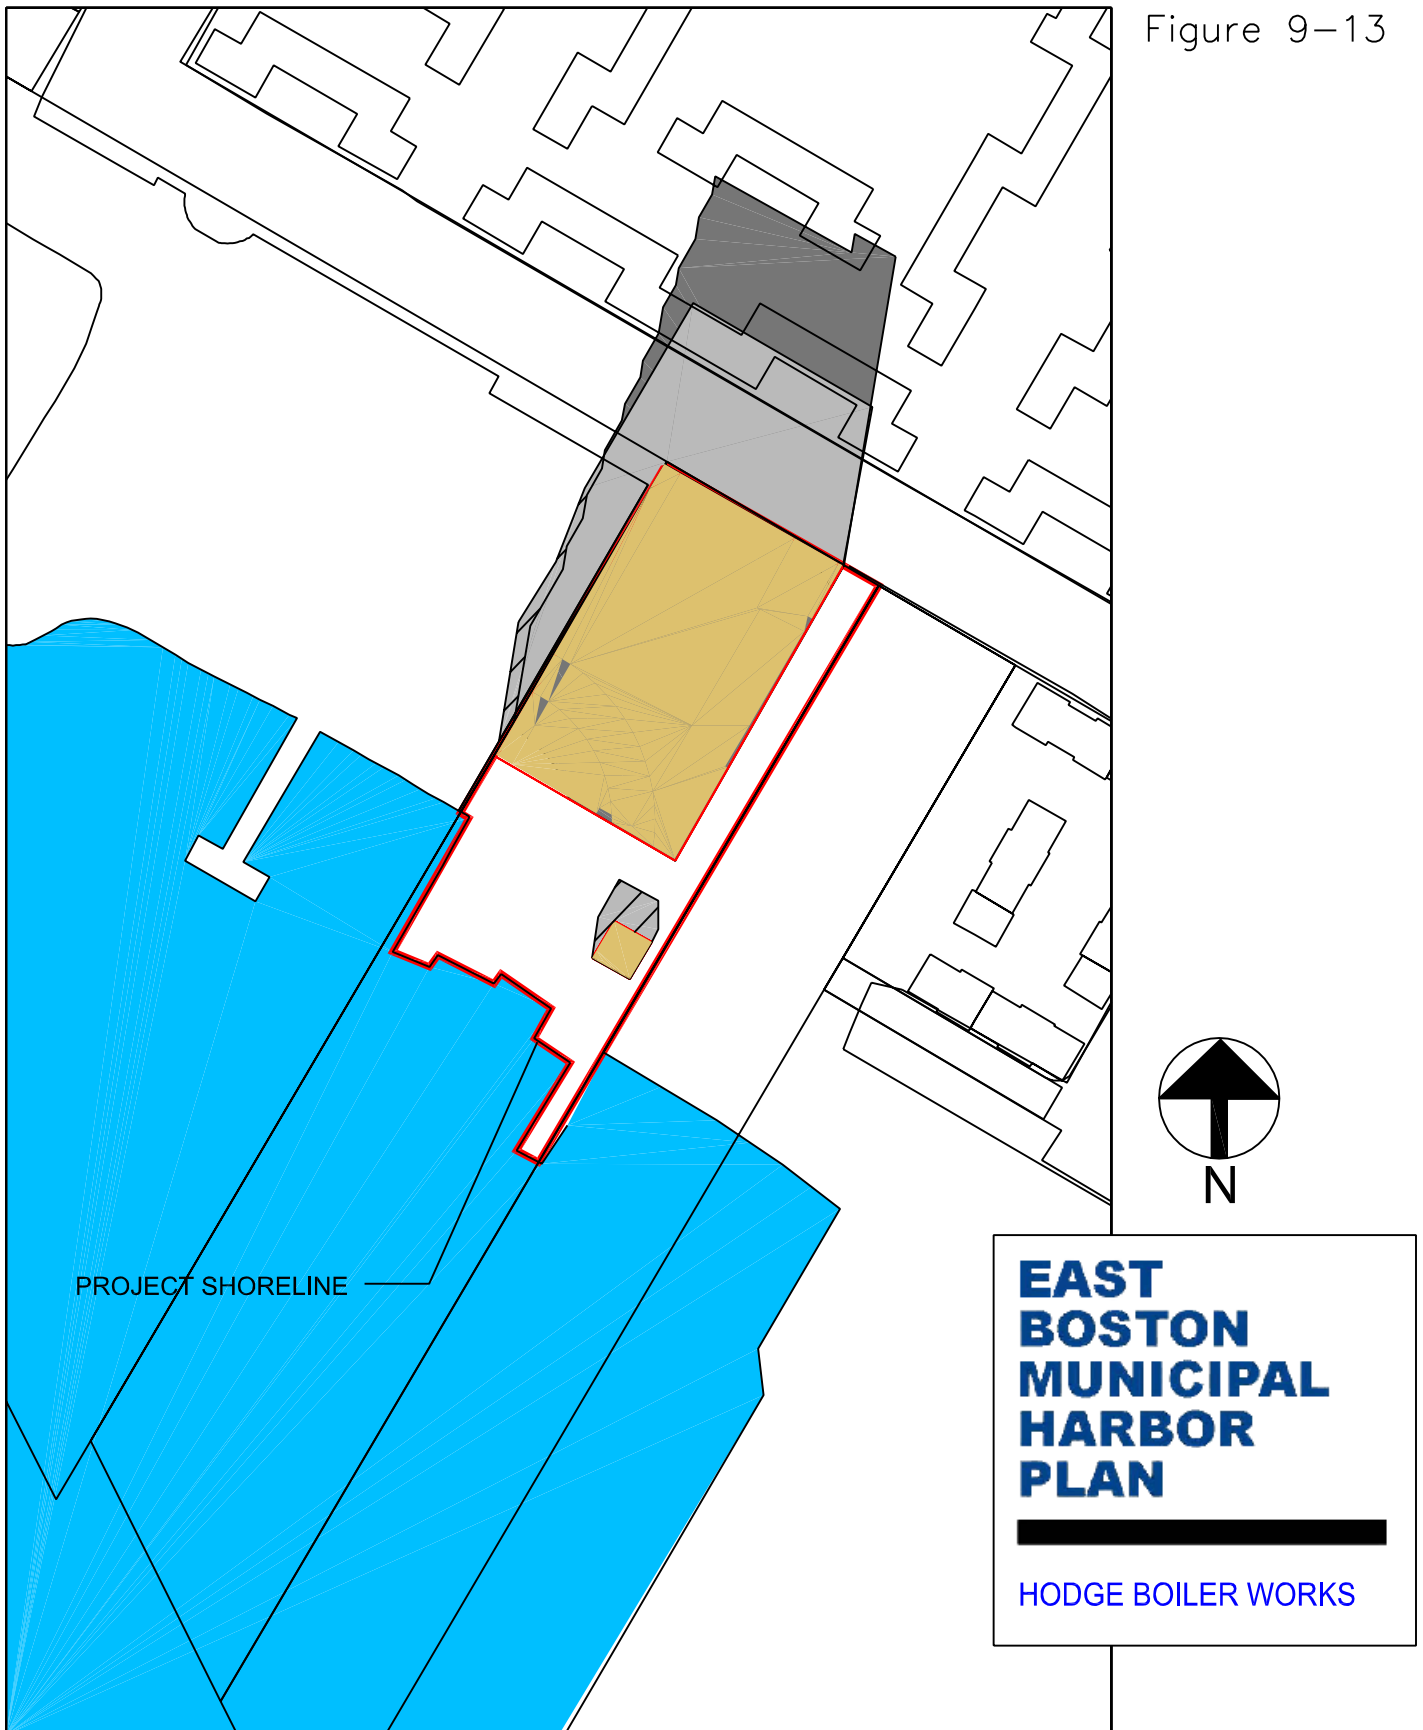 Figure 9-13
PROJECT SHORELINE
N
EAST
BOSTON
MUNICIPAL
HARBOR
PLAN
HODGE BOILER WORKS